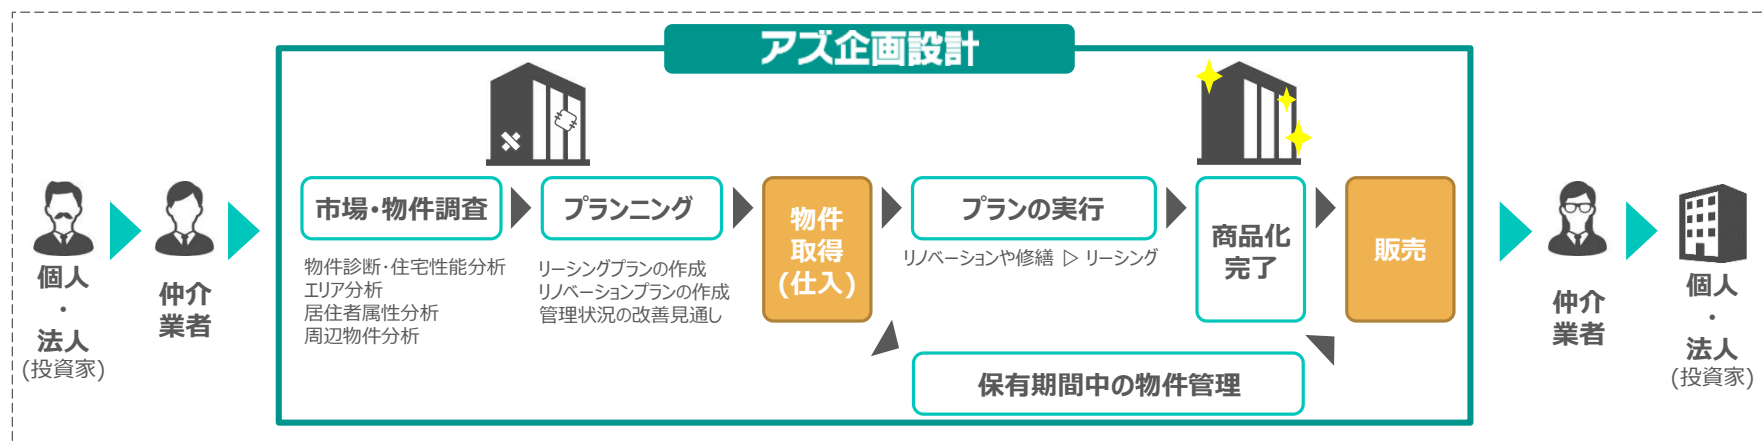 アズ企画設計
個人
・
法人
(投資家)
仲介
業者
市場・物件調査
物件診断・住宅性能分析
エリア分析
居住者属性分析
周辺物件分析
プランニング
リーシングプランの作成
リノベーションプランの作成
管理状況の改善見通し
物件
取得
(仕入)
プランの実行
リノベーションや修繕 ▷ リーシング
商品化
完了
保有期間中の物件管理
販売
仲介
業者
個人
・
法人
(投資家)